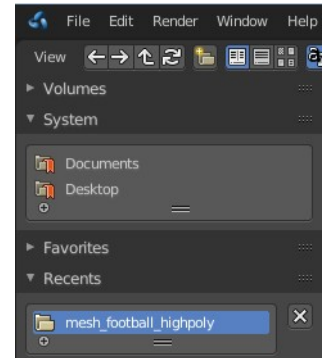 File Edit Render Window Help
View
Volumes
System
Documents
Desktop
Favorites
Recents
mesh_football_highpoly